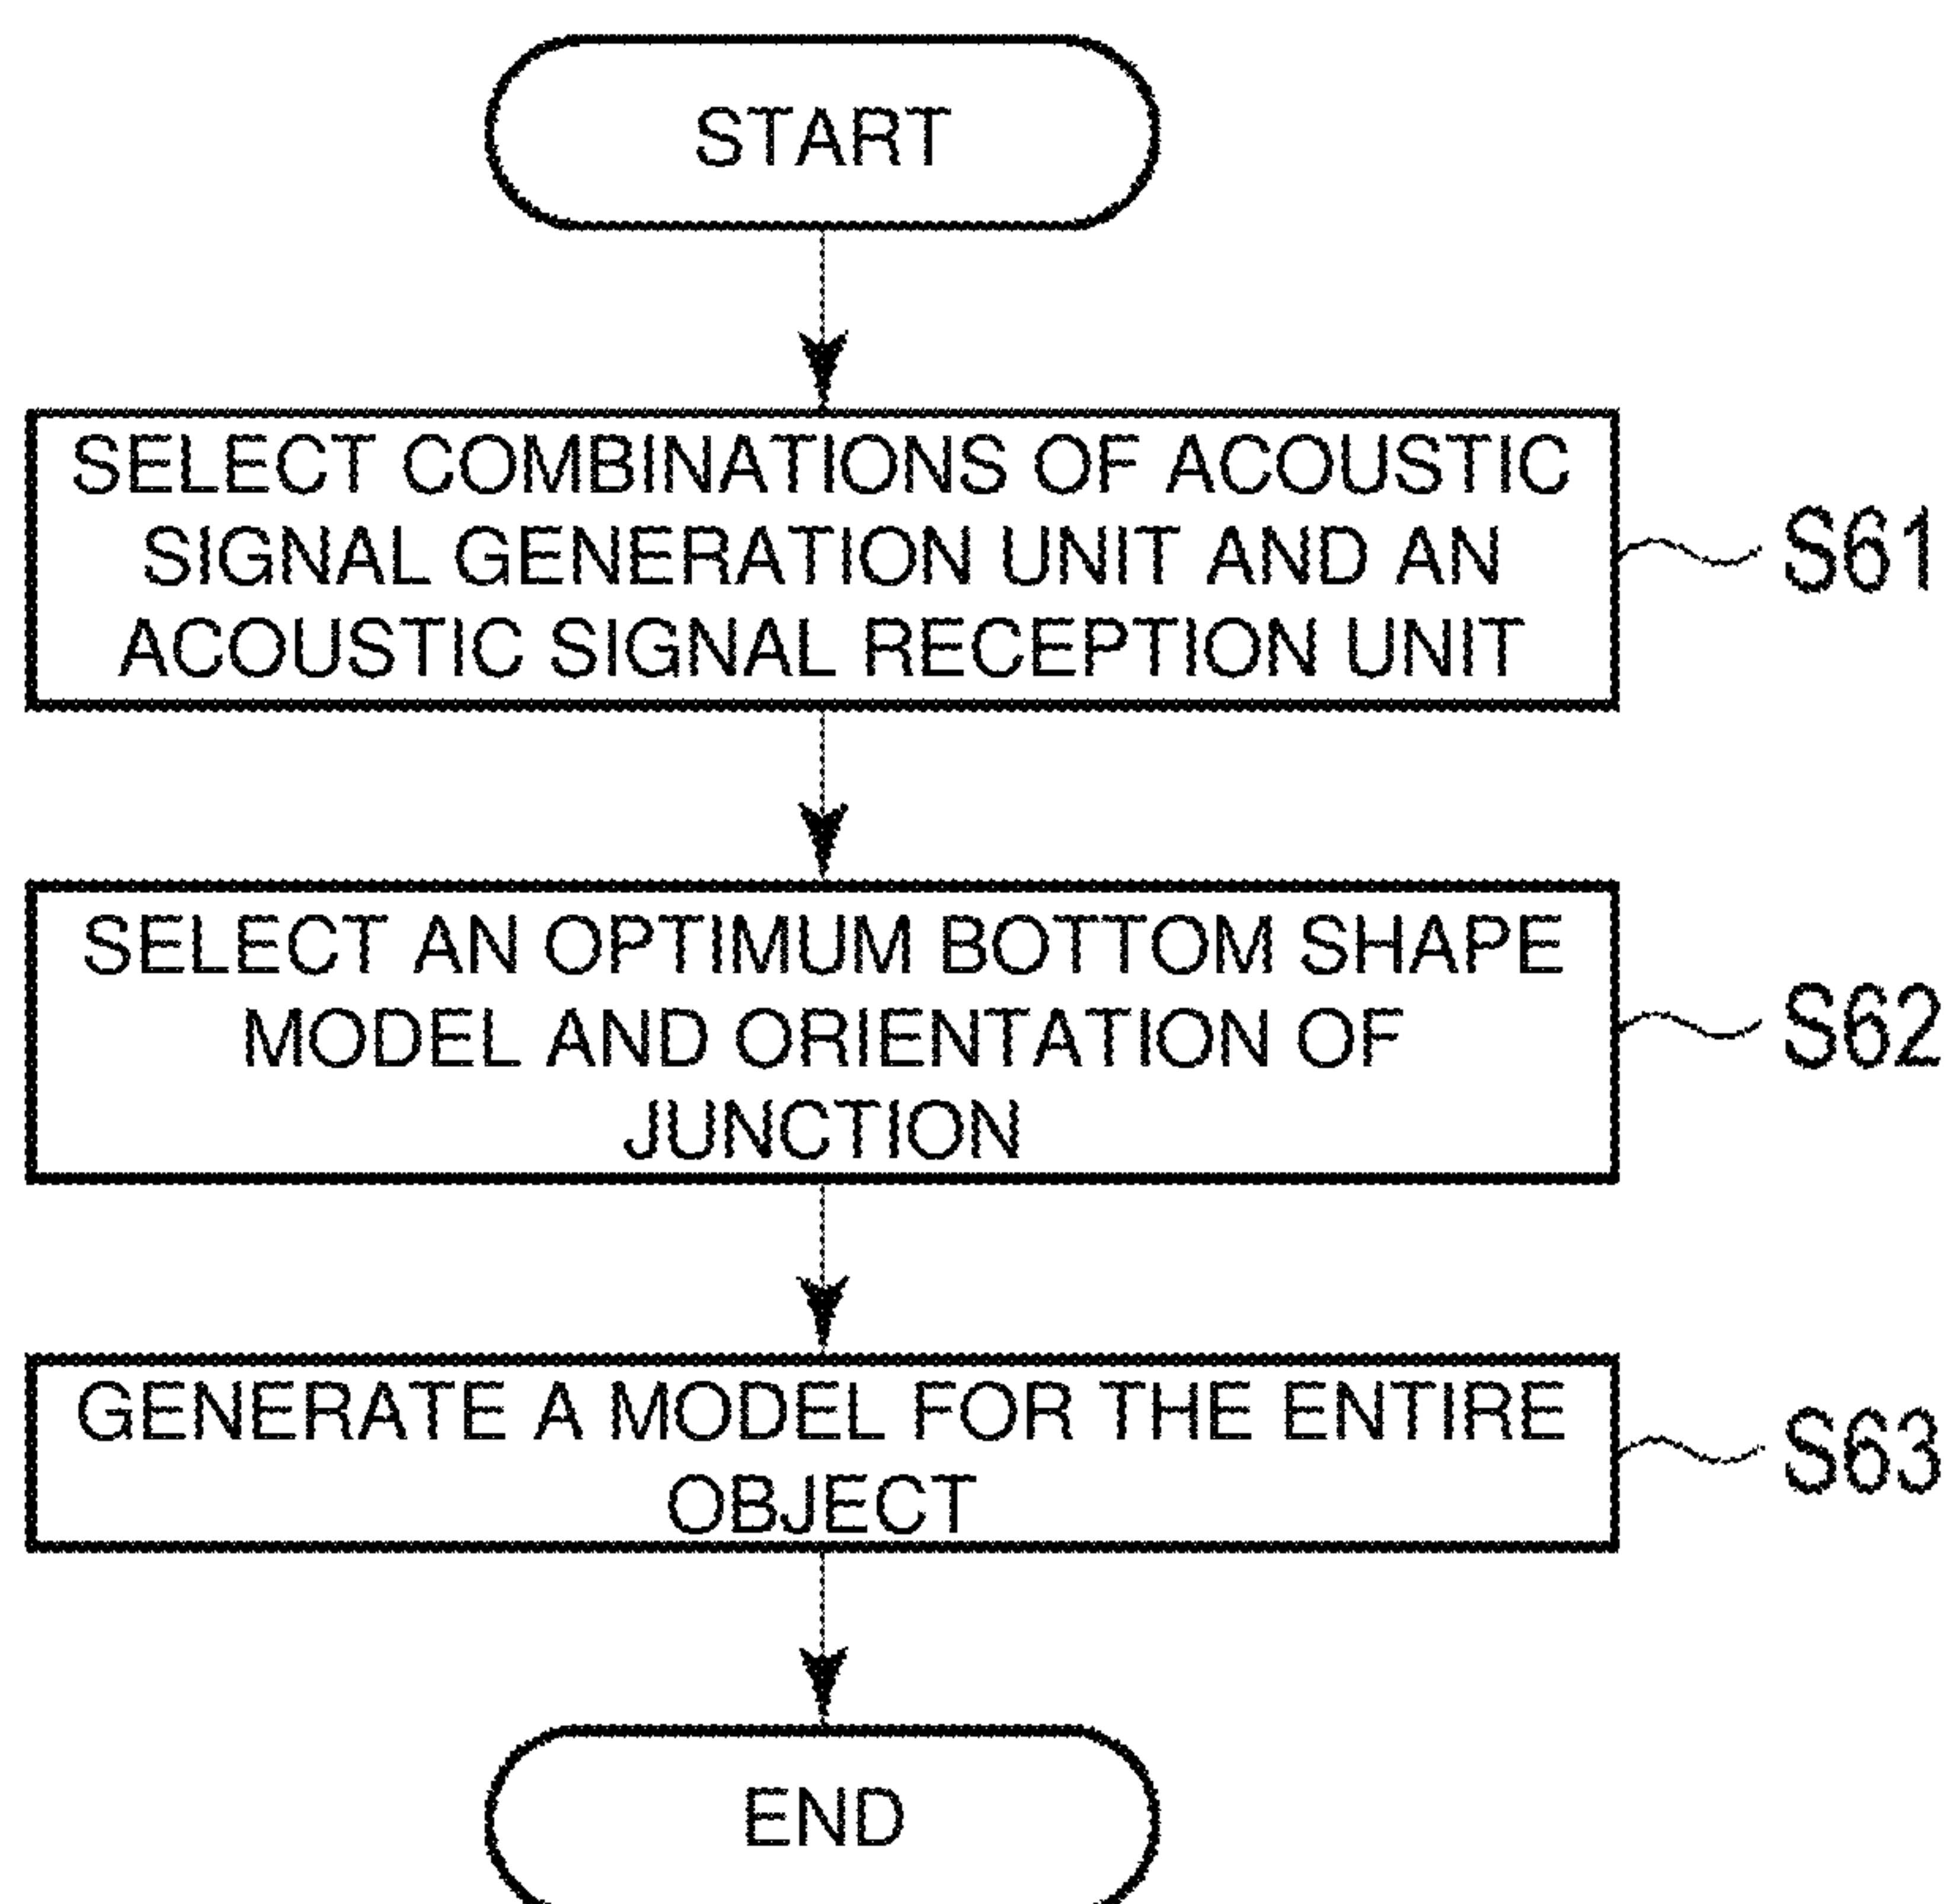 START
SELECT COMBINATIONS OF ACOUSTIC
SIGNAL GENERATION UNIT AND AN
ACOUSTIC SIGNAL RECEPTION UNIT
S61
SELECT AN OPTIMUM BOTTOM SHAPE
MODEL AND ORIENTATION OF
JUNCTION
S62
GENERATE A MODEL FOR THE ENTIRE
OBJECT
S63
END